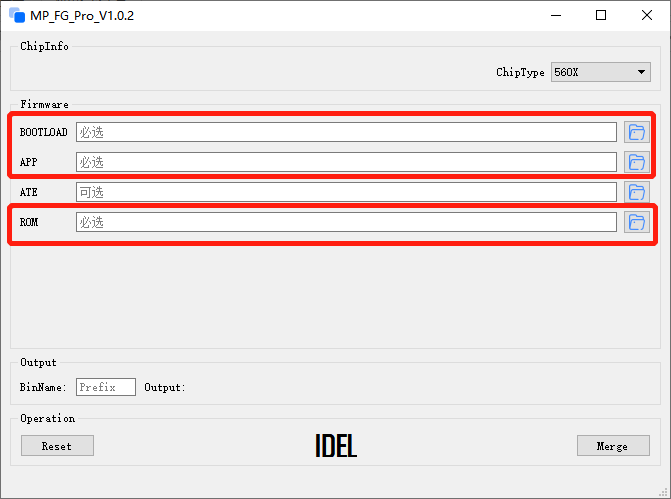 MP_FG_Pro_V1.0.2
ChipInfo
ChipType 560X
Firmware
BOOTLOAD 必选
APP 必选
ATE 可选
ROM 必选
Output
BinName: Prefix Output:
Operation
Reset IDEL Merge